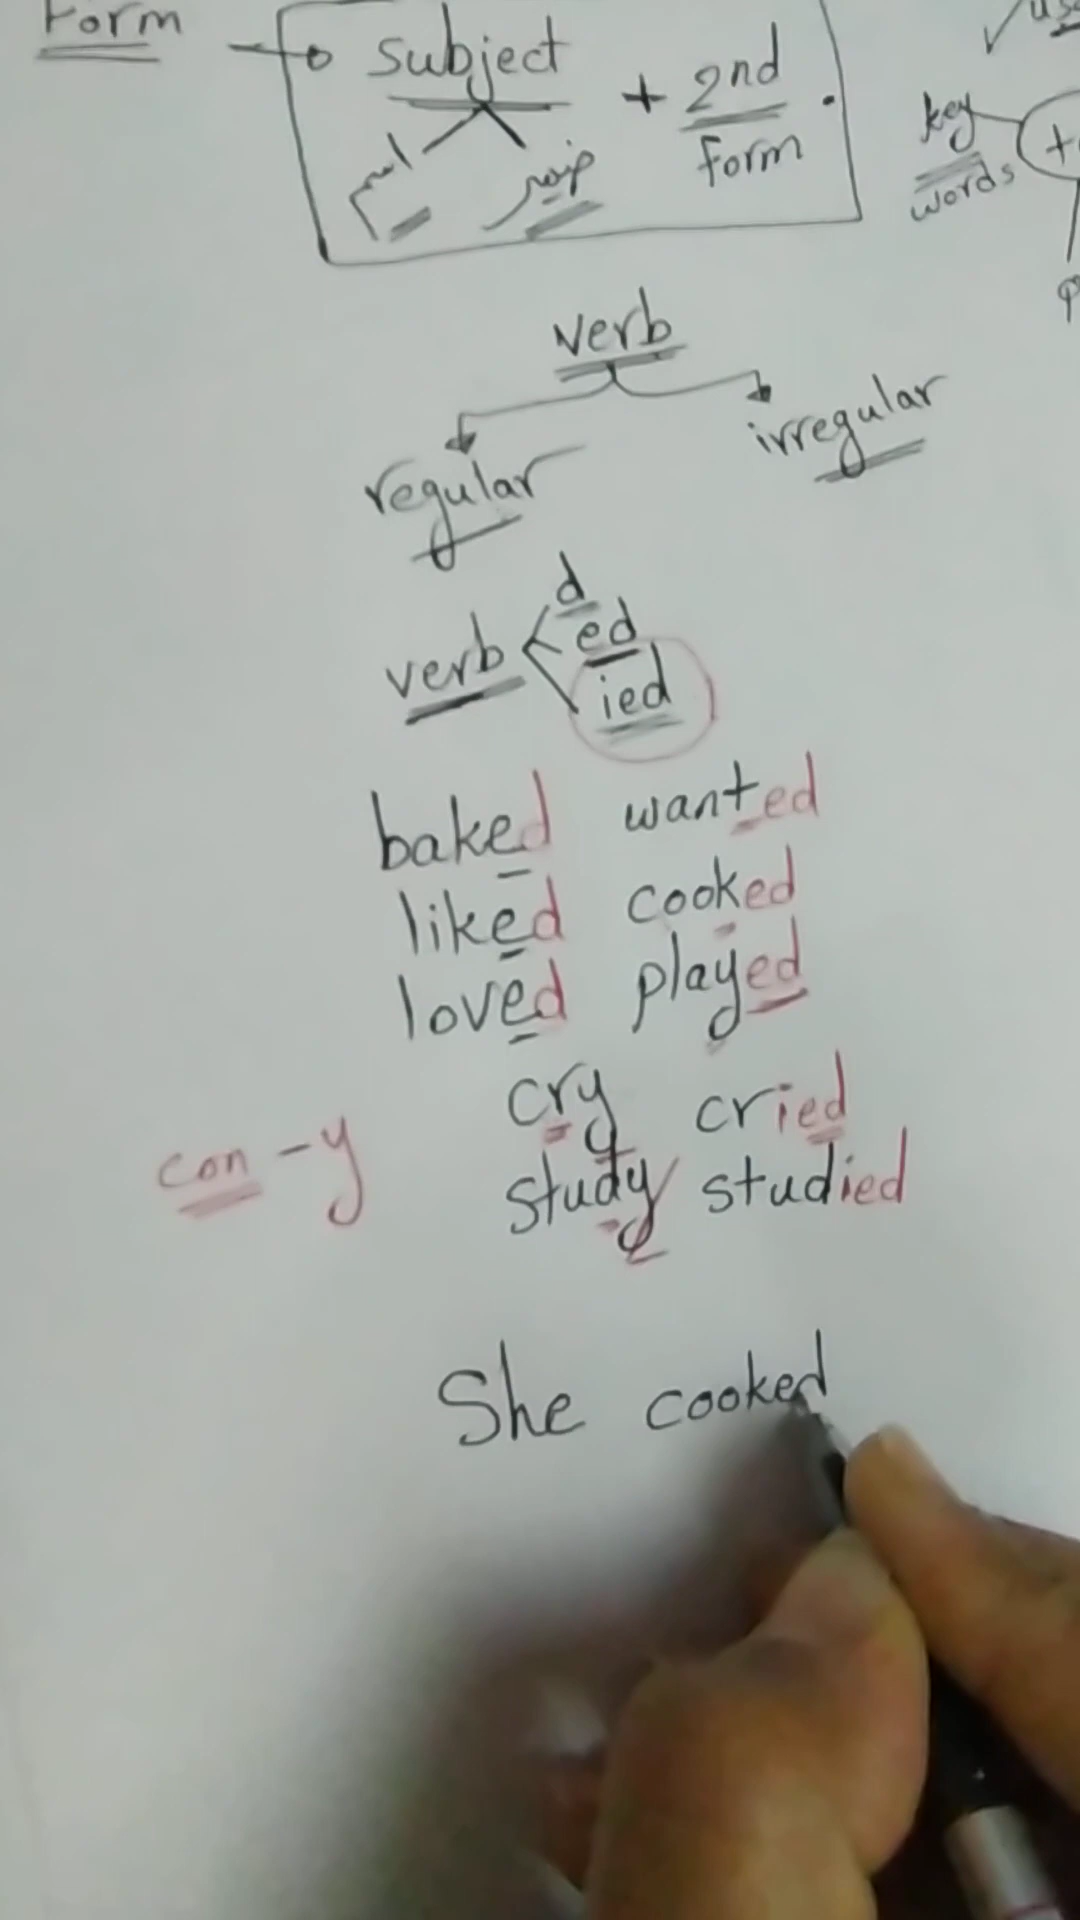 Form → Subject + 2nd form .
اسم ضمير
key words +
verb
regular irregular
verb d
ed
ied
baked wanted
liked cooked
loved played
cry cried
con - y
study studied
She cooked